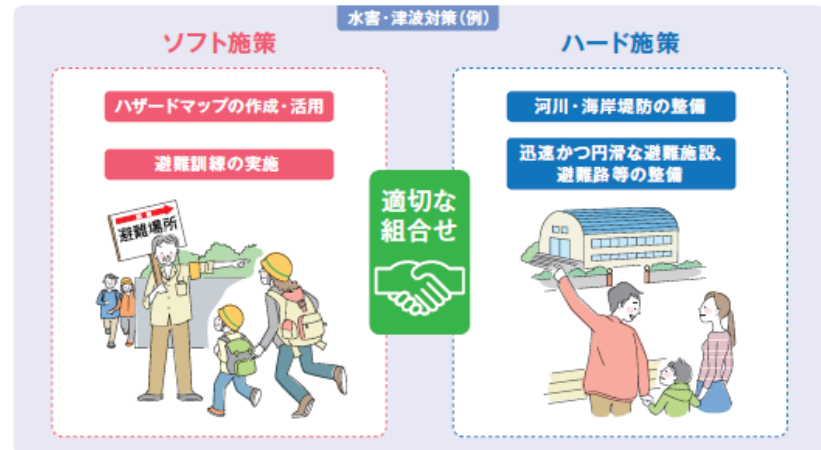 水害・津波対策(例)
ソフト施策
ハザードマップの作成・活用
避難訓練の実施
避難場所
適切な
組合せ
ハード施策
河川・海岸堤防の整備
迅速かつ円滑な避難施設、
避難路等の整備